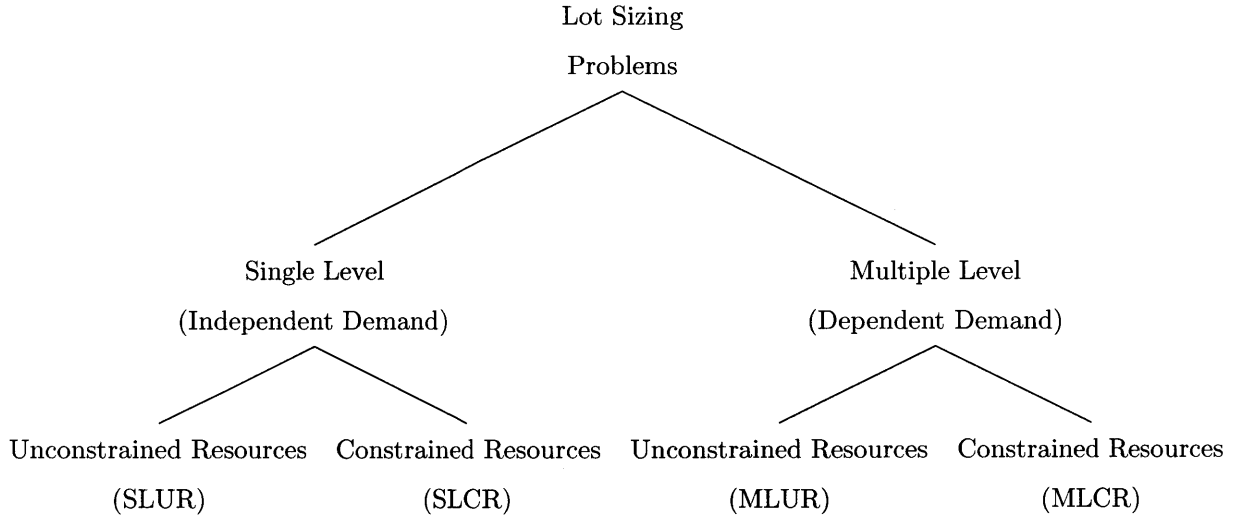 Lot Sizing
Problems
Single Level
(Independent Demand)
Multiple Level
(Dependent Demand)
Unconstrained Resources
(SLUR)
Constrained Resources
(SLCR)
Unconstrained Resources
(MLUR)
Constrained Resources
(MLCR)